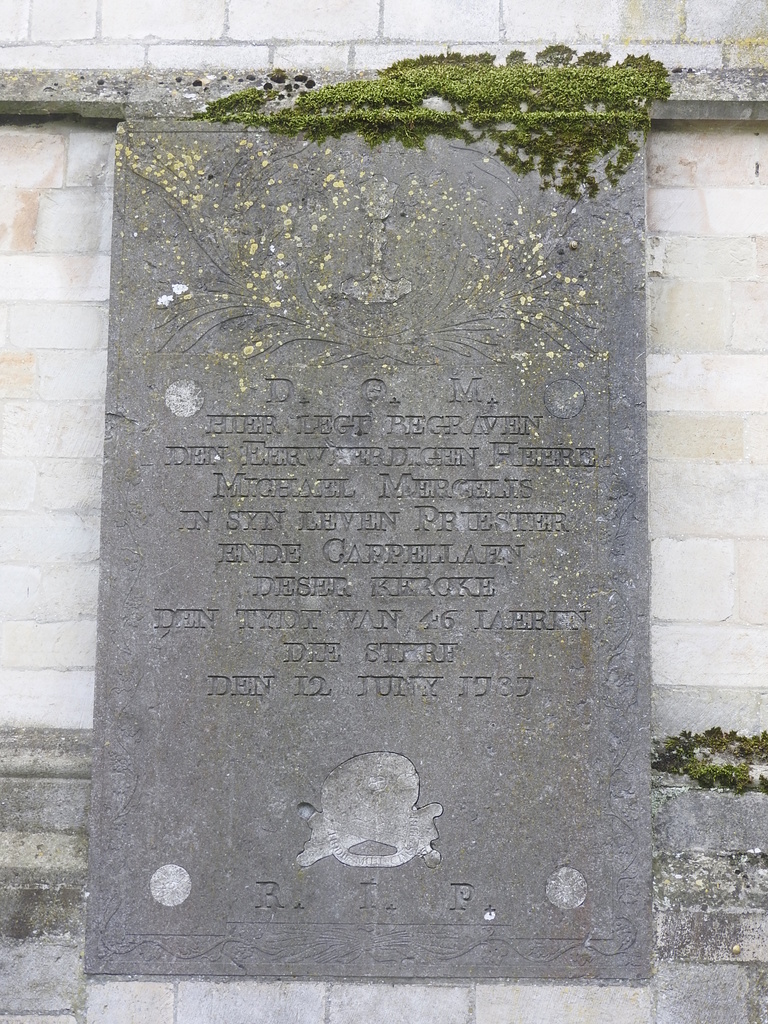 D. O. M.
HIER LEGT BEGRAVEN
DEN EERWAERDIGEN HEERE
MICHAEL MERGELIS
IN SYN LEVEN PRIESTER
ENDE CAPPELLAEN
DESER KERCKE
DEN TYDT VAN 46 JAEREN
DIE STERF
DEN 12 JUNY
R. I. P.